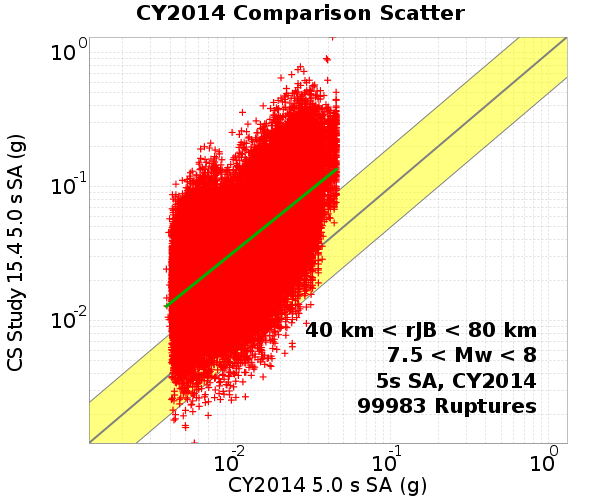 CY2014 Comparison Scatter
CS Study 15.4 5.0 s SA (g)
10^0
10^-1
10^-2
40 km < rJB < 80 km
7.5 < Mw < 8
5s SA, CY2014
99983 Ruptures
10^-2 10^-1 10^0
CY2014 5.0 s SA (g)